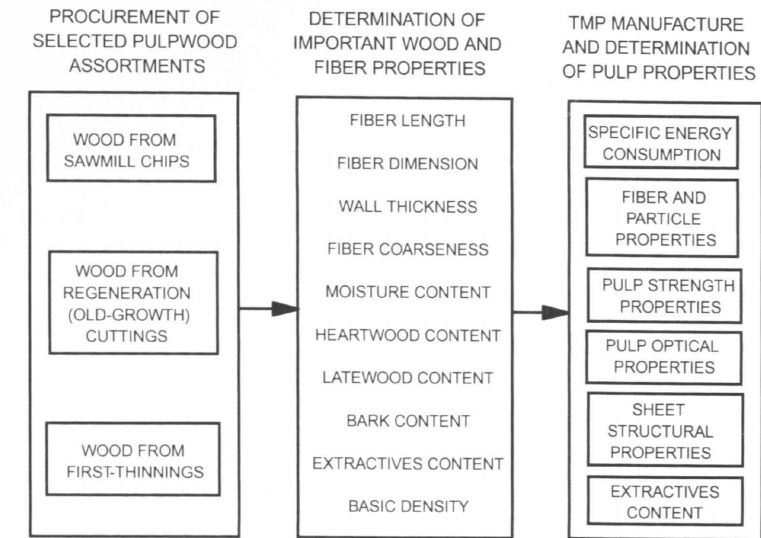 PROCUREMENT OF
SELECTED PULPWOOD
ASSORTMENTS
WOOD FROM
SAWMILL CHIPS
WOOD FROM
REGENERATION
(OLD-GROWTH)
CUTTINGS
WOOD FROM
FIRST-THINNINGS
DETERMINATION OF
IMPORTANT WOOD AND
FIBER PROPERTIES
FIBER LENGTH
FIBER DIMENSION
WALL THICKNESS
FIBER COARSENESS
MOISTURE CONTENT
HEARTWOOD CONTENT
LATEWOOD CONTENT
BARK CONTENT
EXTRACTIVES CONTENT
BASIC DENSITY
TMP MANUFACTURE
AND DETERMINATION
OF PULP PROPERTIES
SPECIFIC ENERGY
CONSUMPTION
FIBER AND
PARTICLE
PROPERTIES
PULP STRENGTH
PROPERTIES
PULP OPTICAL
PROPERTIES
SHEET
STRUCTURAL
PROPERTIES
EXTRACTIVES
CONTENT